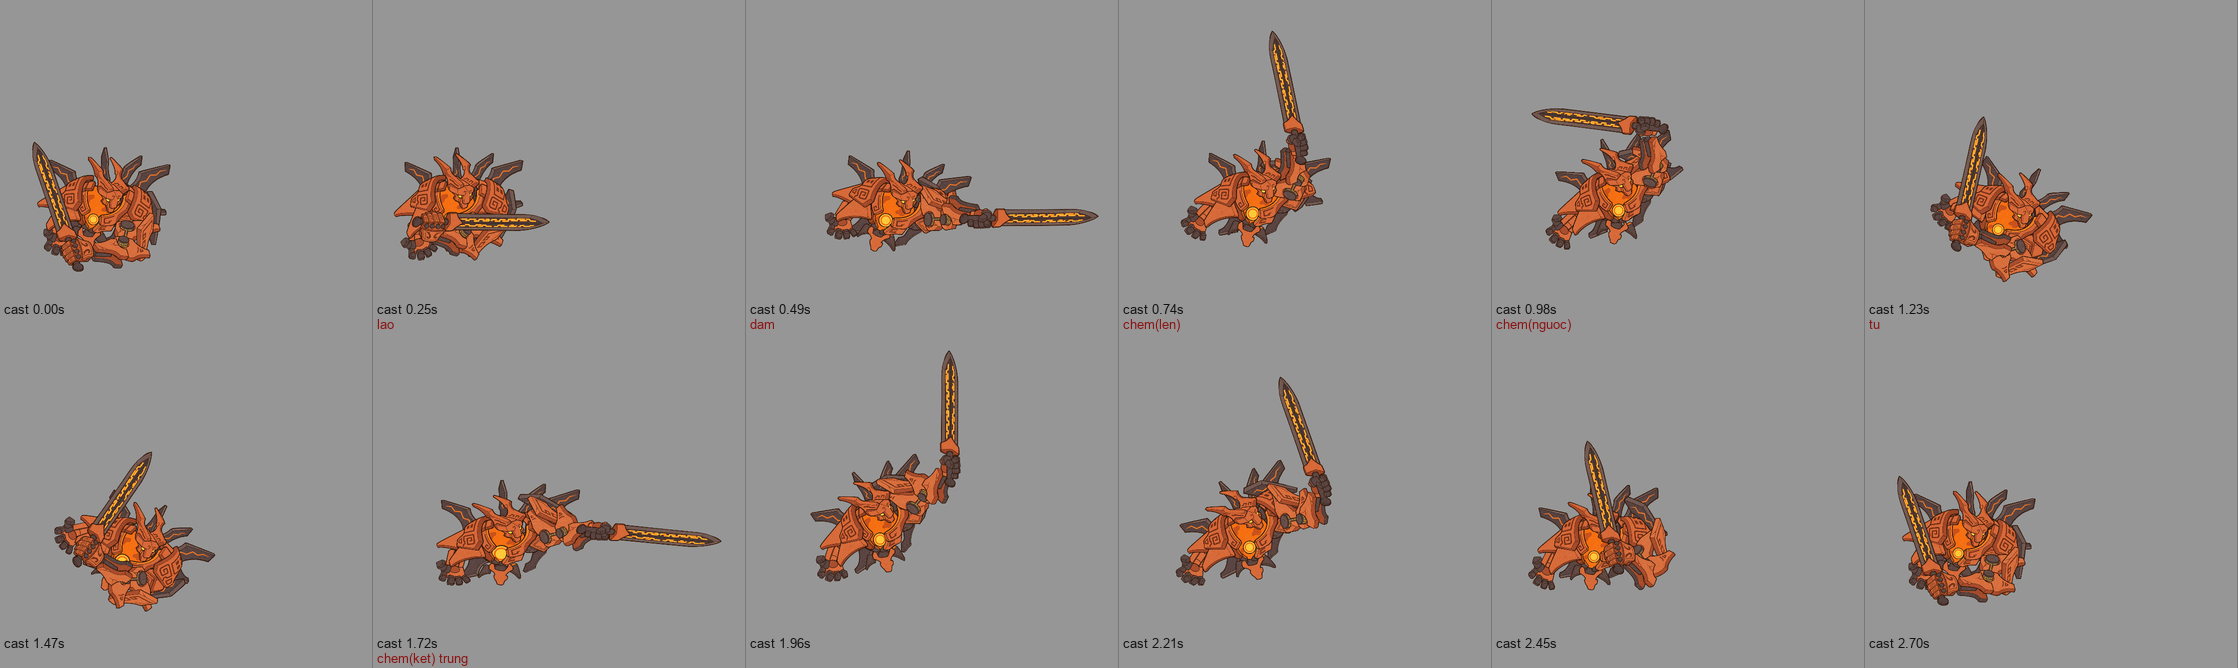 cast 0.00s
cast 0.25s
lao
cast 0.49s
dam
cast 0.74s
chem(len)
cast 0.98s
chem(nguoc)
cast 1.23s
tu
cast 1.47s
cast 1.72s
chem(ket) trung
cast 1.96s
cast 2.21s
cast 2.45s
cast 2.70s